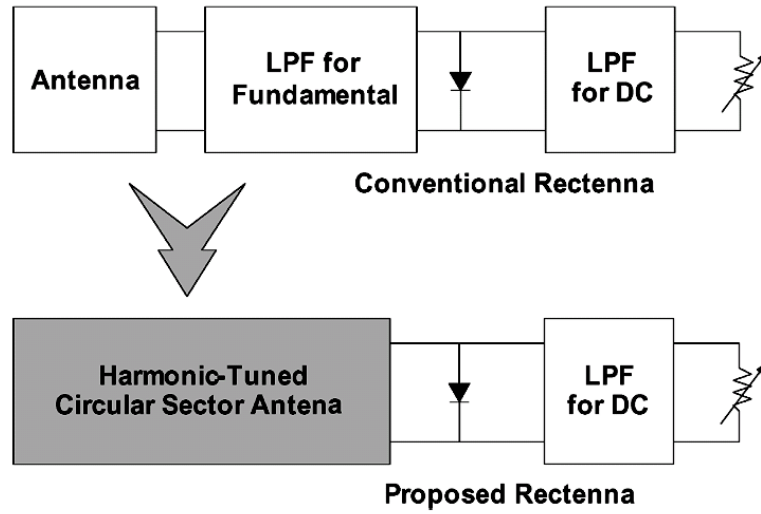 Antenna
LPF for
Fundamental
LPF
for DC
Conventional Rectenna
Harmonic-Tuned
Circular Sector Antena
LPF
for DC
Proposed Rectenna